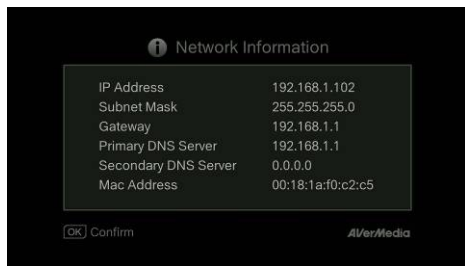 Network Information
IP Address 192.168.1.102
Subnet Mask 255.255.255.0
Gateway 192.168.1.1
Primary DNS Server 192.168.1.1
Secondary DNS Server 0.0.0.0
Mac Address 00:18:1a:f0:c2:c5
OK Confirm AVerMedia